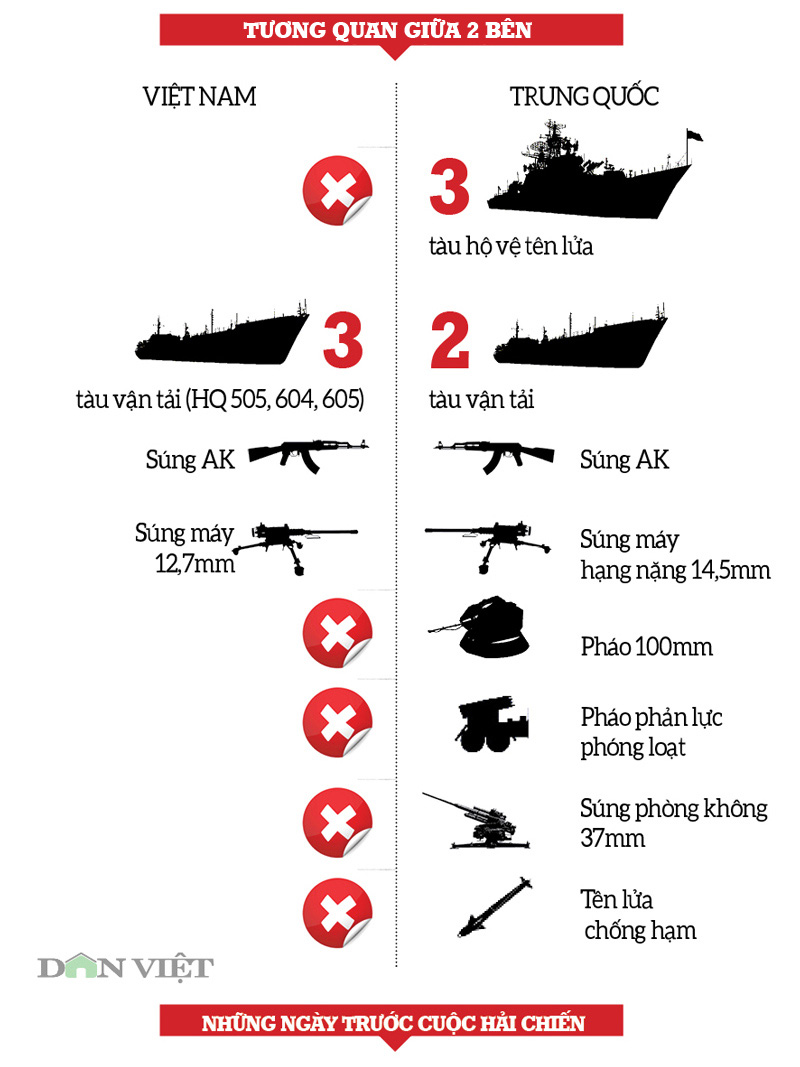 TƯƠNG QUAN GIỮA 2 BÊN
VIỆT NAM
TRUNG QUỐC
3
tàu hộ vệ tên lửa
3
tàu vận tải (HQ 505, 604, 605)
2
tàu vận tải
Súng AK
Súng AK
Súng máy
12,7mm
Súng máy
hạng nặng 14,5mm
Pháo 100mm
Pháo phản lực
phóng loạt
Súng phòng không
37mm
Tên lửa
chống hạm
DÂN VIỆT
NHỮNG NGÀY TRƯỚC CUỘC HẢI CHIẾN